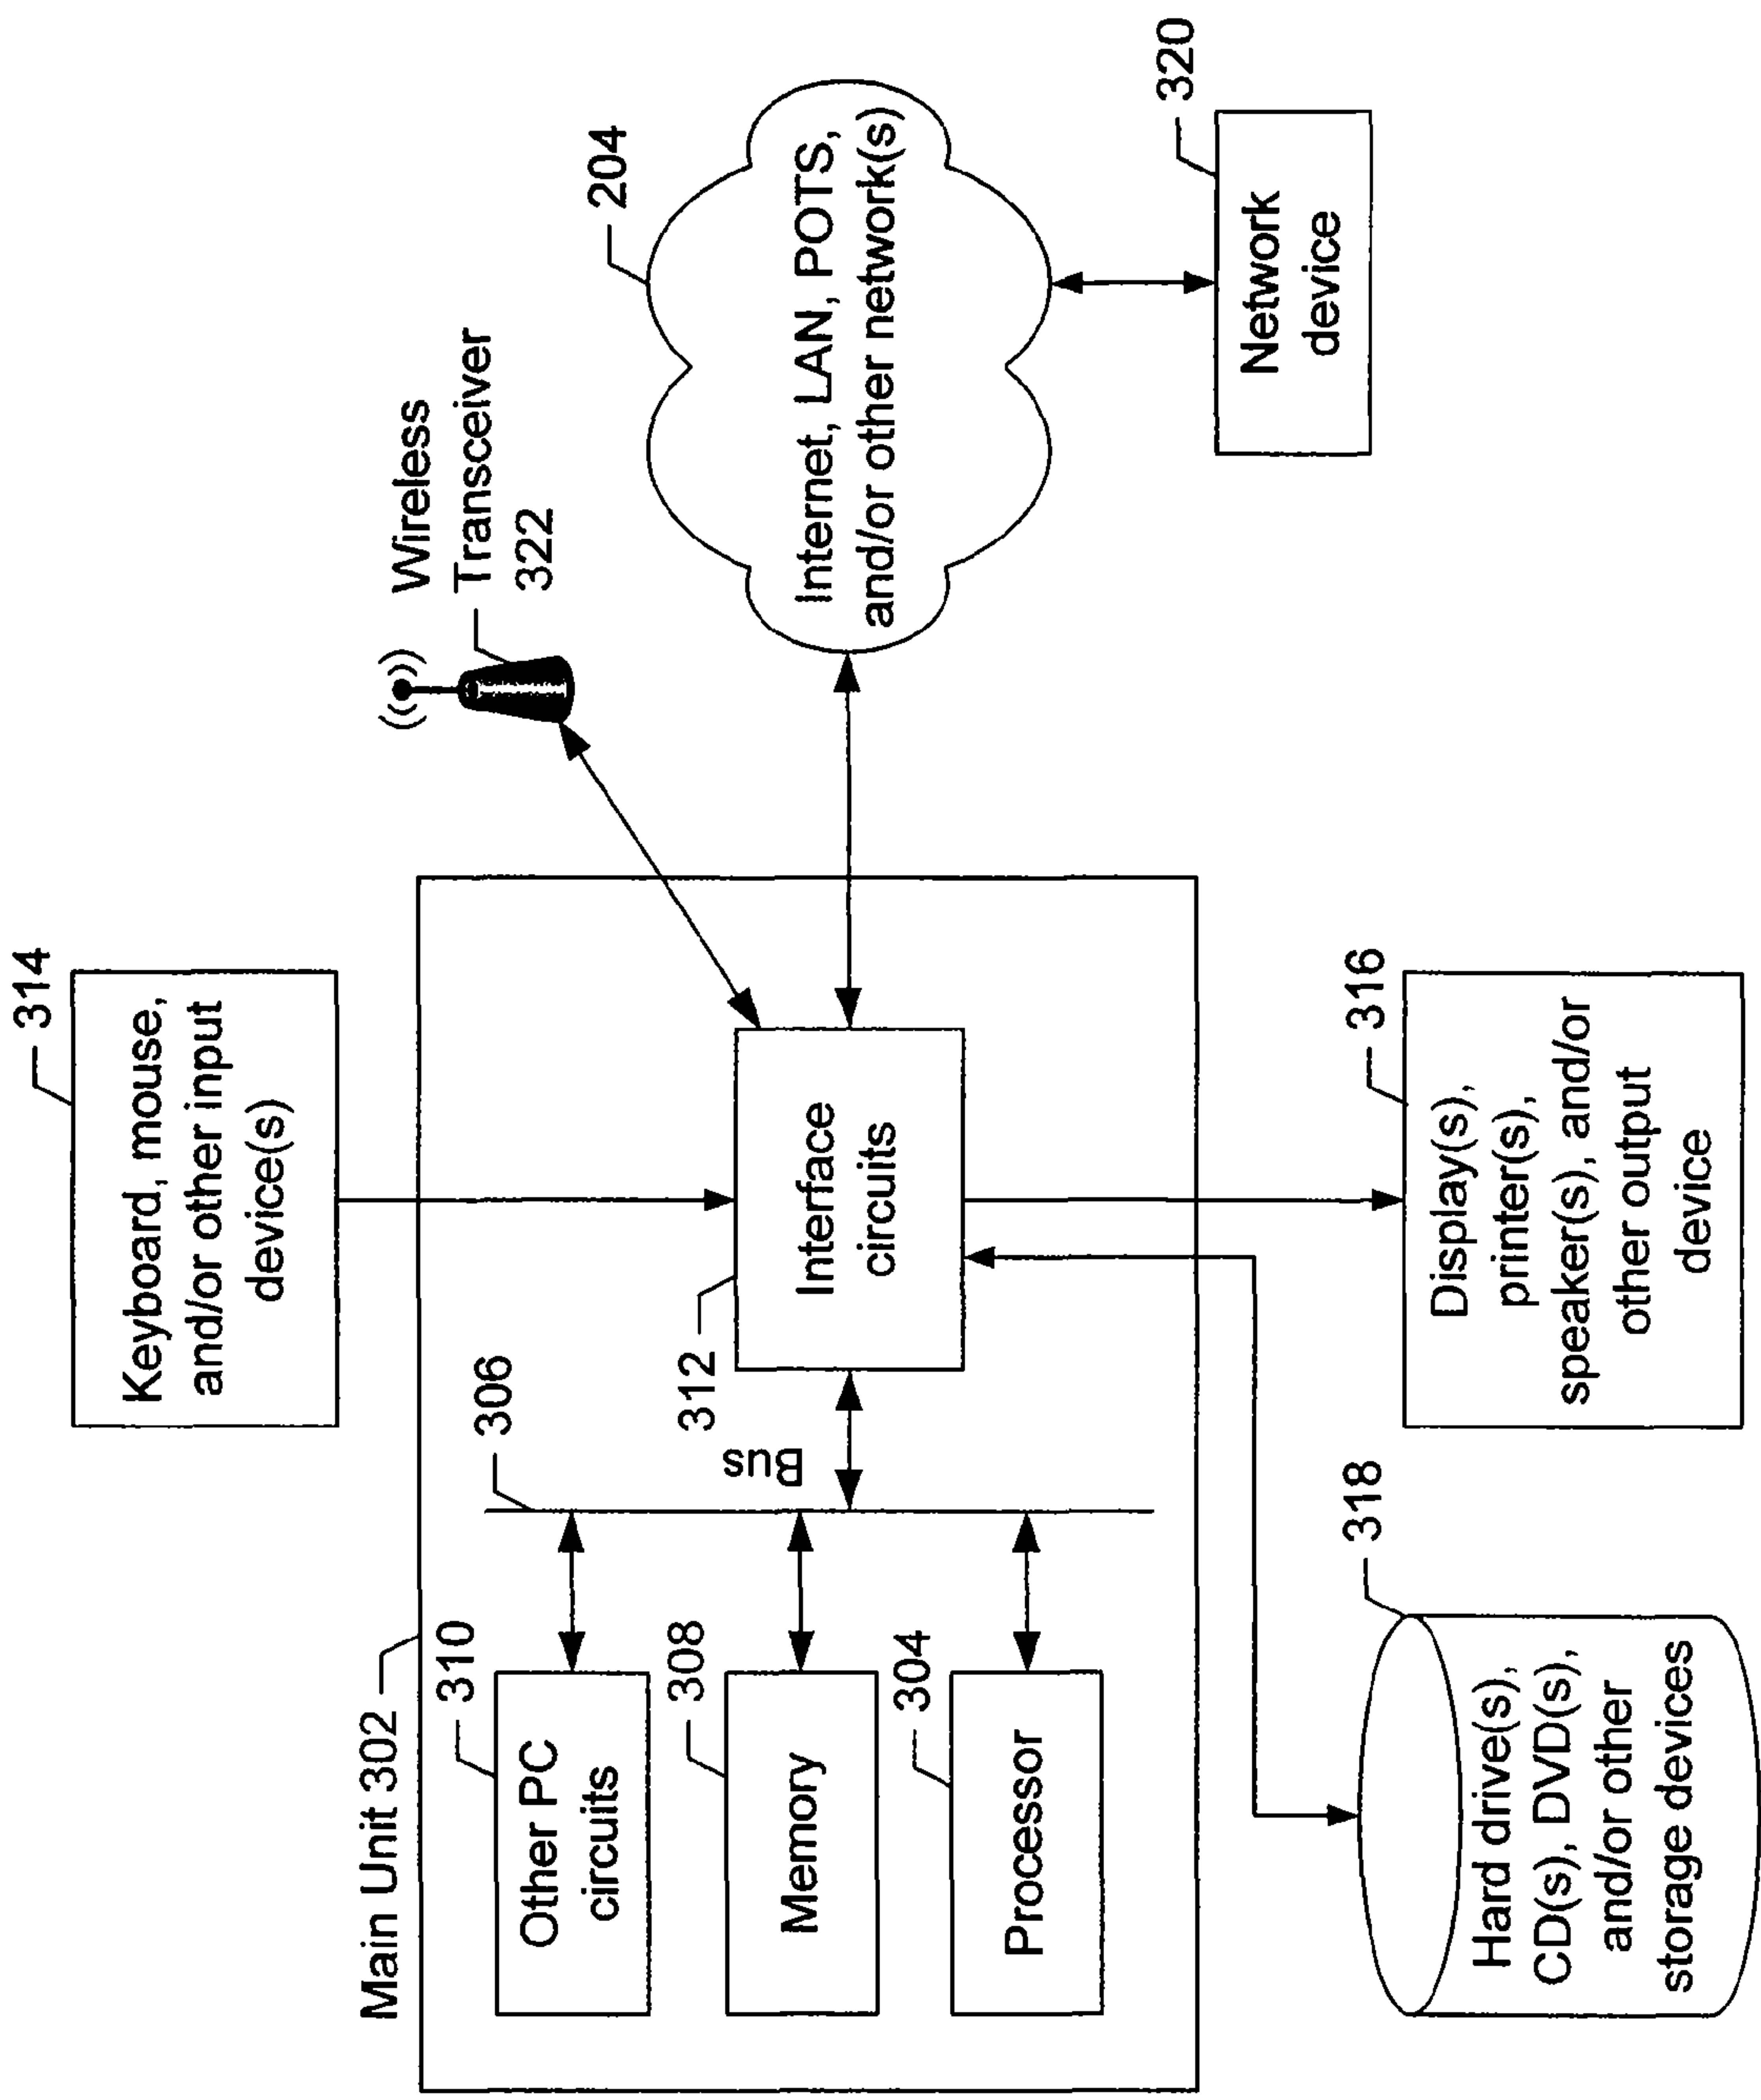 Keyboard, mouse,
and/or other input
device(s)
314
Wireless
Transceiver
322
204
Internet, LAN, POTS,
and/or other network(s)
320
Network
device
Main Unit 302
310
Other PC
circuits
308
Memory
304
Processor
306
Bus
312
Interface
circuits
318
Hard drive(s),
CD(s), DVD(s),
and/or other
storage devices
316
Display(s),
printer(s),
speaker(s), and/or
other output
device